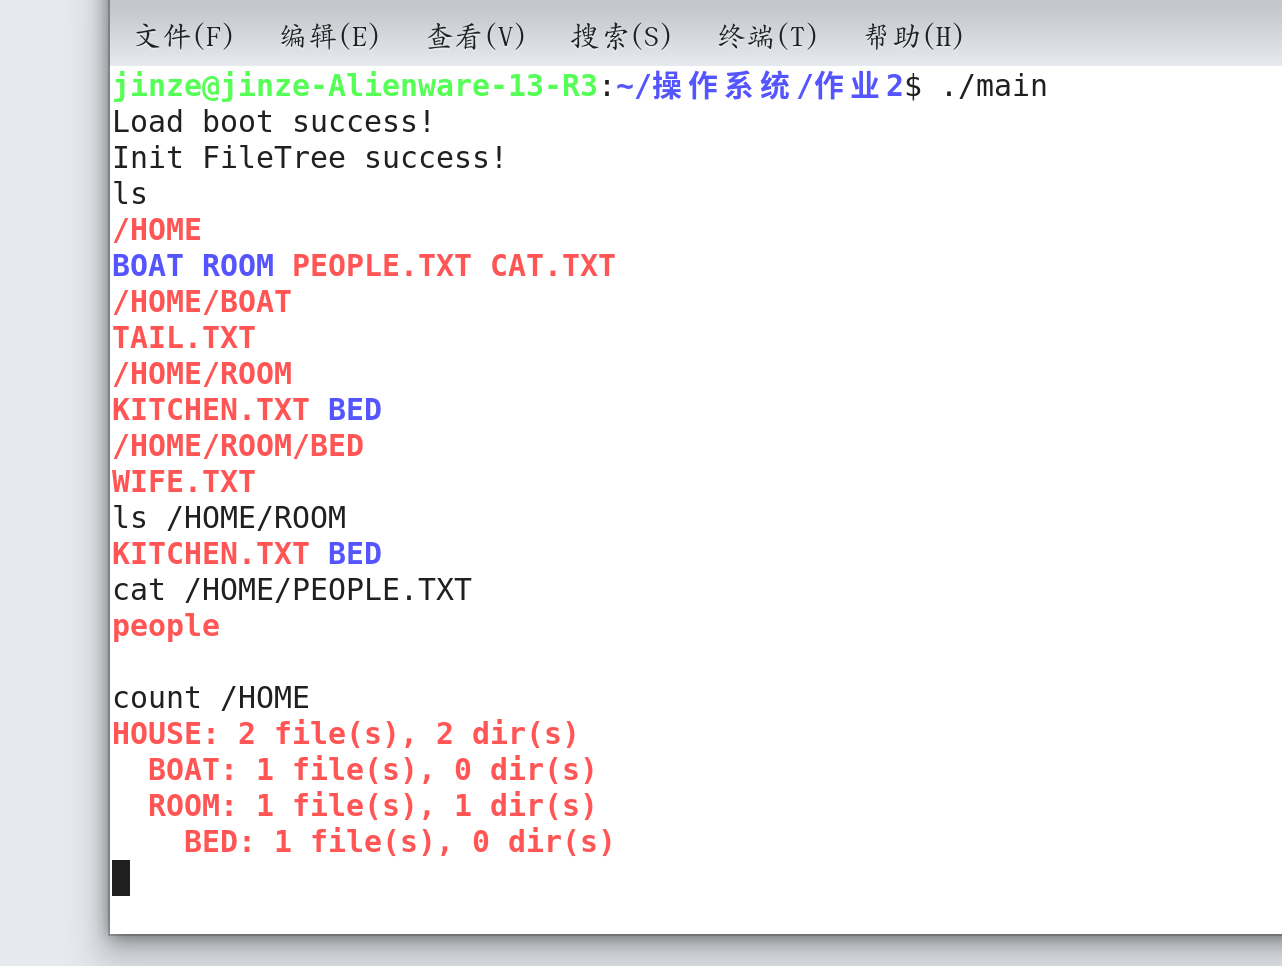 文件(F) 编辑(E) 查看(V) 搜索(S) 终端(T) 帮助(H)
jinze@jinze-Alienware-13-R3:~/操作系统/作业2$ ./main
Load boot success!
Init FileTree success!
ls
/HOME
BOAT ROOM PEOPLE.TXT CAT.TXT
/HOME/BOAT
TAIL.TXT
/HOME/ROOM
KITCHEN.TXT BED
/HOME/ROOM/BED
WIFE.TXT
ls /HOME/ROOM
KITCHEN.TXT BED
cat /HOME/PEOPLE.TXT
people
count /HOME
HOUSE: 2 file(s), 2 dir(s)
  BOAT: 1 file(s), 0 dir(s)
  ROOM: 1 file(s), 1 dir(s)
    BED: 1 file(s), 0 dir(s)